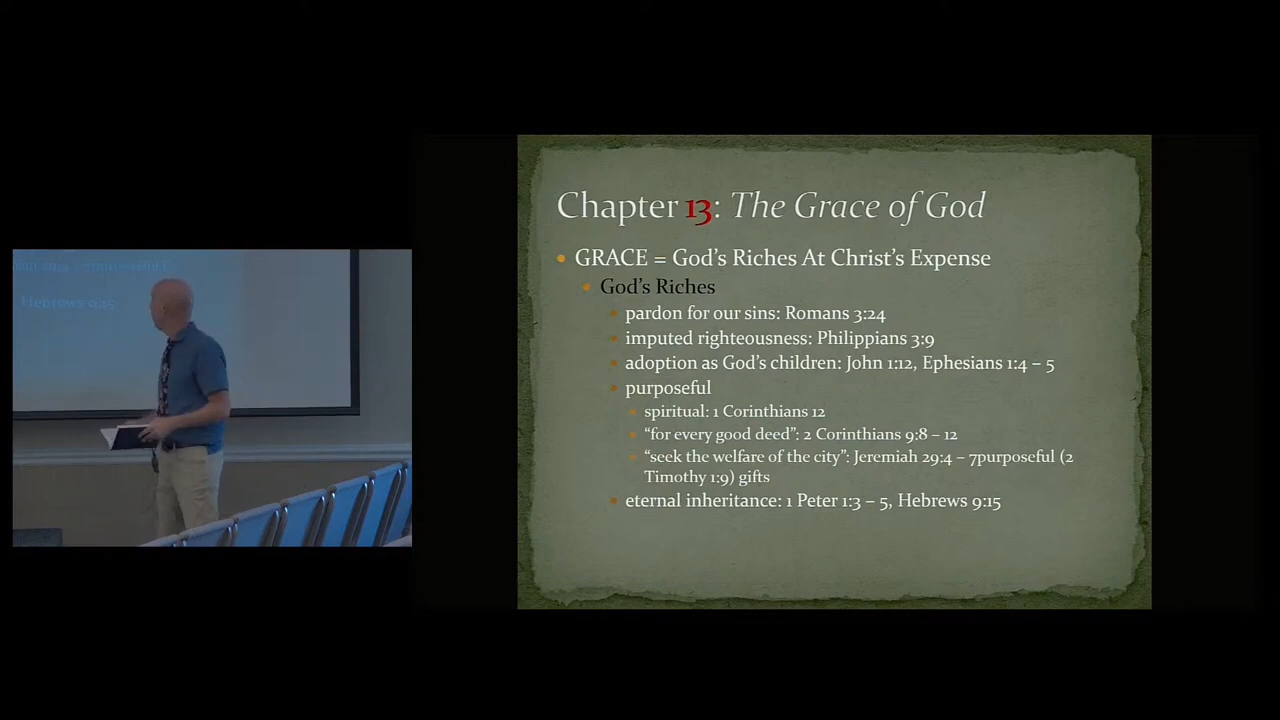 Chapter 13: The Grace of God
GRACE = God's Riches At Christ's Expense
God's Riches
pardon for our sins: Romans 3:24
imputed righteousness: Philippians 3:9
adoption as God's children: John 1:12, Ephesians 1:4 – 5
purposeful
spiritual: 1 Corinthians 12
“for every good deed”: 2 Corinthians 9:8 – 12
“seek the welfare of the city”: Jeremiah 29:4 – 7purposeful (2
Timothy 1:9) gifts
eternal inheritance: 1 Peter 1:3 – 5, Hebrews 9:15
Hebrews 9:15